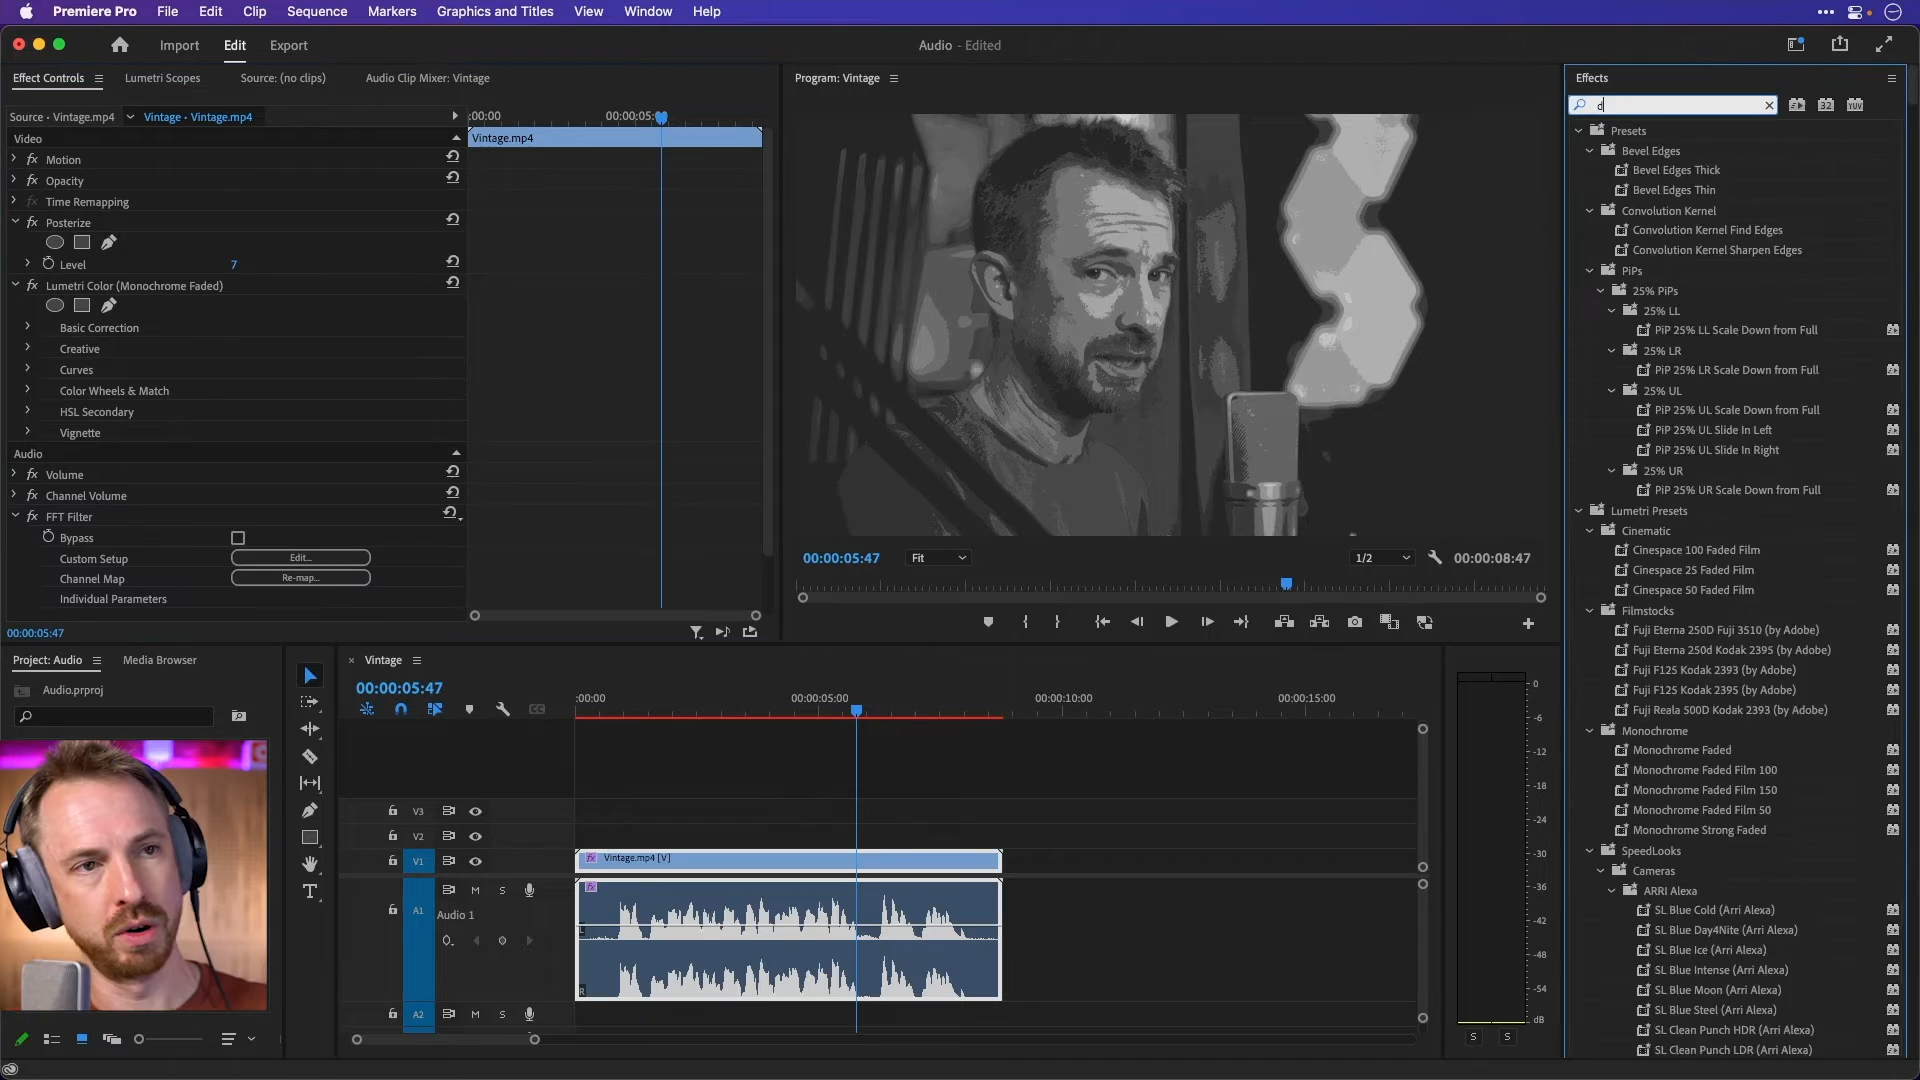 Premiere Pro File Edit Clip Sequence Markers Graphics and Titles View Window Help
Import Edit Export
Audio - Edited
Effect Controls Lumetri Scopes Source: (no clips) Audio Clip Mixer: Vintage
Source • Vintage.mp4 Vintage • Vintage.mp4
:00:00 00:00:05:
Vintage.mp4
Video
fx Motion
fx Opacity
fx Time Remapping
fx Posterize
Level 7
fx Lumetri Color (Monochrome Faded)
Basic Correction
Creative
Curves
Color Wheels & Match
HSL Secondary
Vignette
Audio
fx Volume
fx Channel Volume
fx FFT Filter
Bypass
Custom Setup Edit...
Channel Map Re-map...
Individual Parameters
00:00:05:47
Program: Vintage
00:00:05:47 Fit 1/2 00:00:08:47
Effects
d
32 YUV
Presets
Bevel Edges
Bevel Edges Thick
Bevel Edges Thin
Convolution Kernel
Convolution Kernel Find Edges
Convolution Kernel Sharpen Edges
PiPs
25% PiPs
25% LL
PiP 25% LL Scale Down from Full
25% LR
PiP 25% LR Scale Down from Full
25% UL
PiP 25% UL Scale Down from Full
PiP 25% UL Slide In Left
PiP 25% UL Slide In Right
25% UR
PiP 25% UR Scale Down from Full
Lumetri Presets
Cinematic
Cinespace 100 Faded Film
Cinespace 25 Faded Film
Cinespace 50 Faded Film
Filmstocks
Fuji Eterna 250D Fuji 3510 (by Adobe)
Fuji Eterna 250d Kodak 2395 (by Adobe)
Fuji F125 Kodak 2393 (by Adobe)
Fuji F125 Kodak 2395 (by Adobe)
Fuji Reala 500D Kodak 2393 (by Adobe)
Monochrome
Monochrome Faded
Monochrome Faded Film 100
Monochrome Faded Film 150
Monochrome Faded Film 50
Monochrome Strong Faded
SpeedLooks
Cameras
ARRI Alexa
SL Blue Cold (Arri Alexa)
SL Blue Day4Nite (Arri Alexa)
SL Blue Ice (Arri Alexa)
SL Blue Intense (Arri Alexa)
SL Blue Moon (Arri Alexa)
SL Blue Steel (Arri Alexa)
SL Clean Punch HDR (Arri Alexa)
SL Clean Punch LDR (Arri Alexa)
Project: Audio Media Browser
Audio.prproj
Vintage
00:00:05:47
:00:00 00:00:05:00 00:00:10:00 00:00:15:00
V3
V2
V1
fx Vintage.mp4 [V]
A1 M S
Audio 1
fx
L
R
A2 M S
0
-6
-12
-18
-24
-30
-36
-42
-48
-54
dB
S S